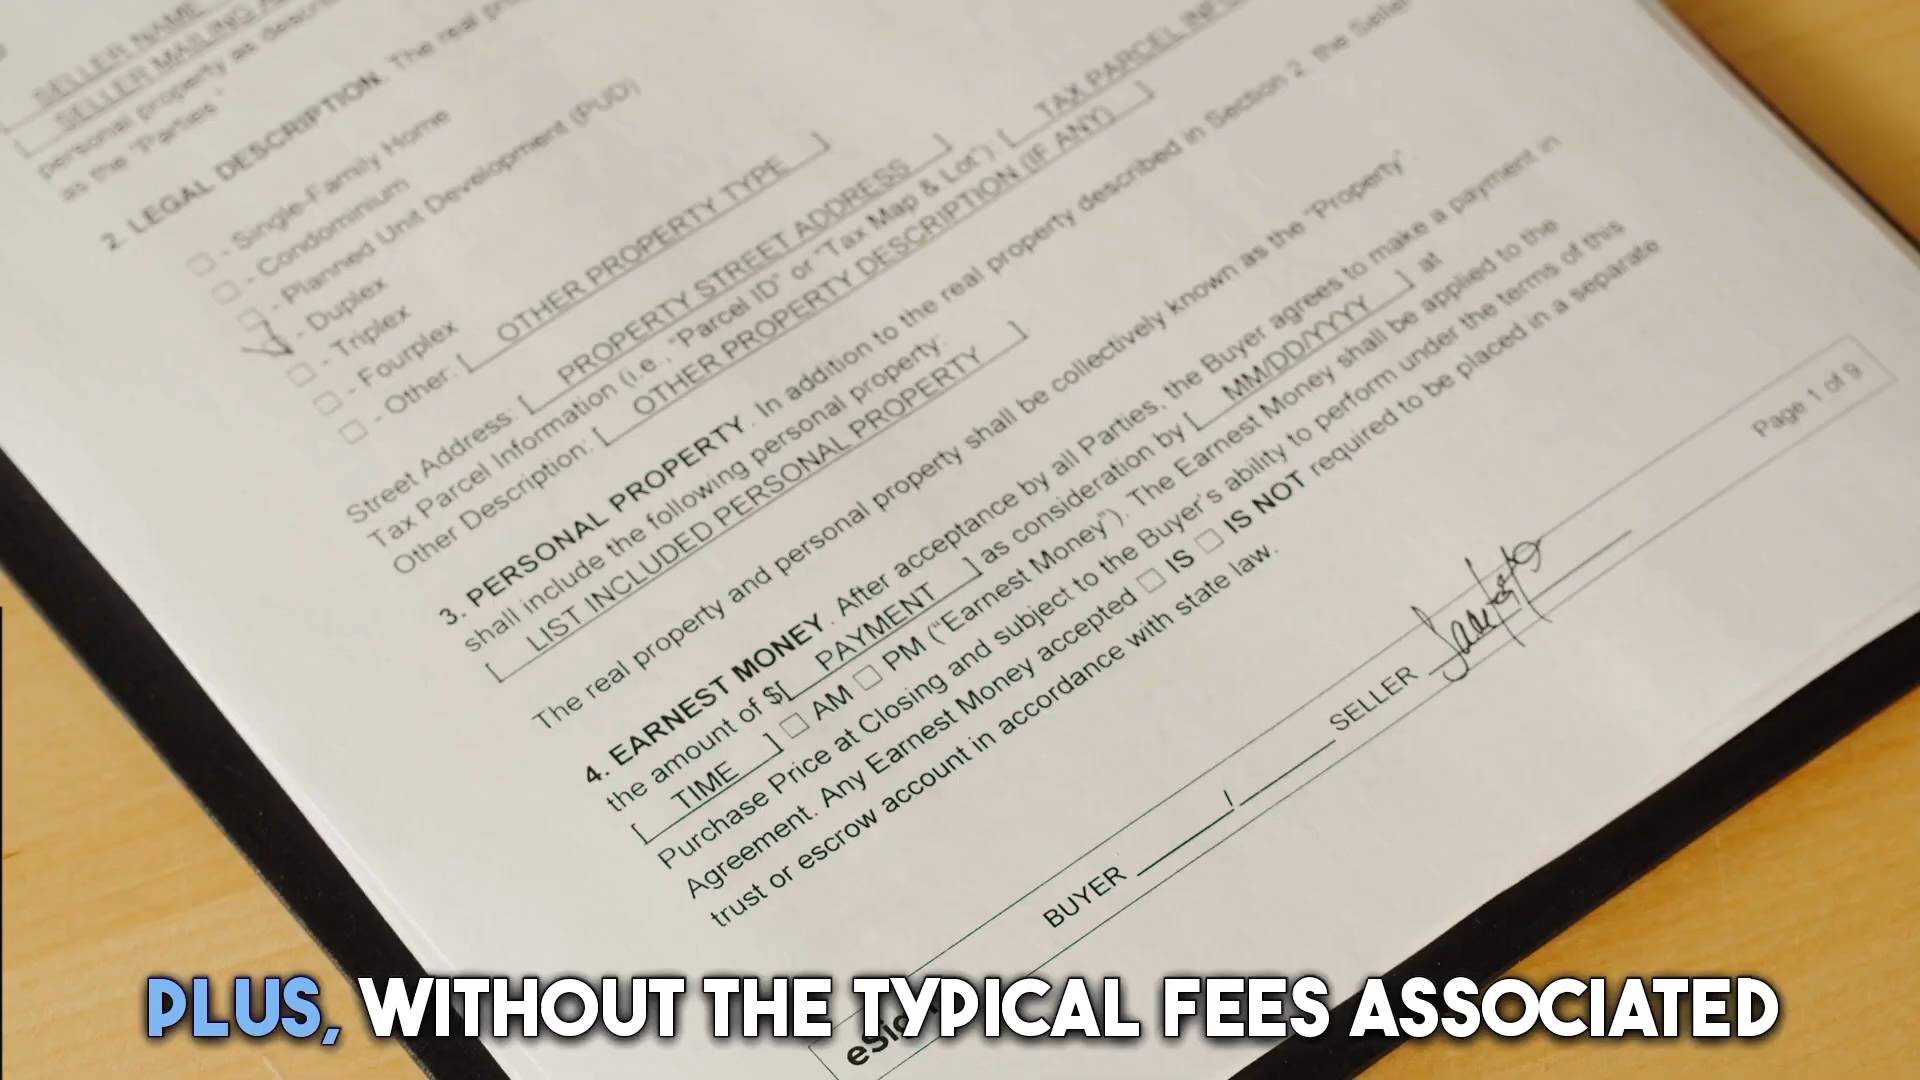 SELLER NAME
SELLER MAILING
personal property as
as the "Parties."
2. LEGAL DESCRIPTION. The real
☐ - Single-Family Home
☐ - Condominium
☐ - Planned Unit Development (PUD)
☐ - Duplex
☐ - Triplex
☐ - Fourplex
☐ - Other: [ OTHER PROPERTY TYPE ]
Street Address: [ PROPERTY STREET ADDRESS ]
Tax Parcel Information (i.e., "Parcel ID" or "Tax Map & Lot"): [ TAX PARCEL
Other Description: [ OTHER PROPERTY DESCRIPTION (IF ANY) ]
3. PERSONAL PROPERTY. In addition to the real property described in Section 2, the Seller
shall include the following personal property:
[ LIST INCLUDED PERSONAL PROPERTY ]
The real property and personal property shall be collectively known as the "Property".
4. EARNEST MONEY. After acceptance by all Parties, the Buyer agrees to make a payment in
the amount of $[ PAYMENT ] as consideration by [ MM/DD/YYYY ] at
[ TIME ] ☐ AM ☐ PM ("Earnest Money"). The Earnest Money shall be applied to the
Purchase Price at Closing and subject to the Buyer's ability to perform under the terms of this
Agreement. Any Earnest Money accepted ☐ IS ☐ IS NOT required to be placed in a separate
trust or escrow account in accordance with state law.
BUYER ______/______ SELLER
Page 1 of 9
PLUS, WITHOUT THE TYPICAL FEES ASSOCIATED